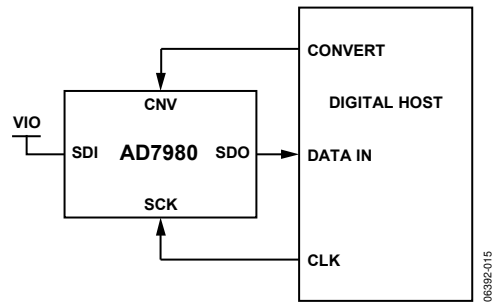 CONVERT
CNV
DIGITAL HOST
VIO
SDI
AD7980
SDO
DATA IN
SCK
CLK
06392-015